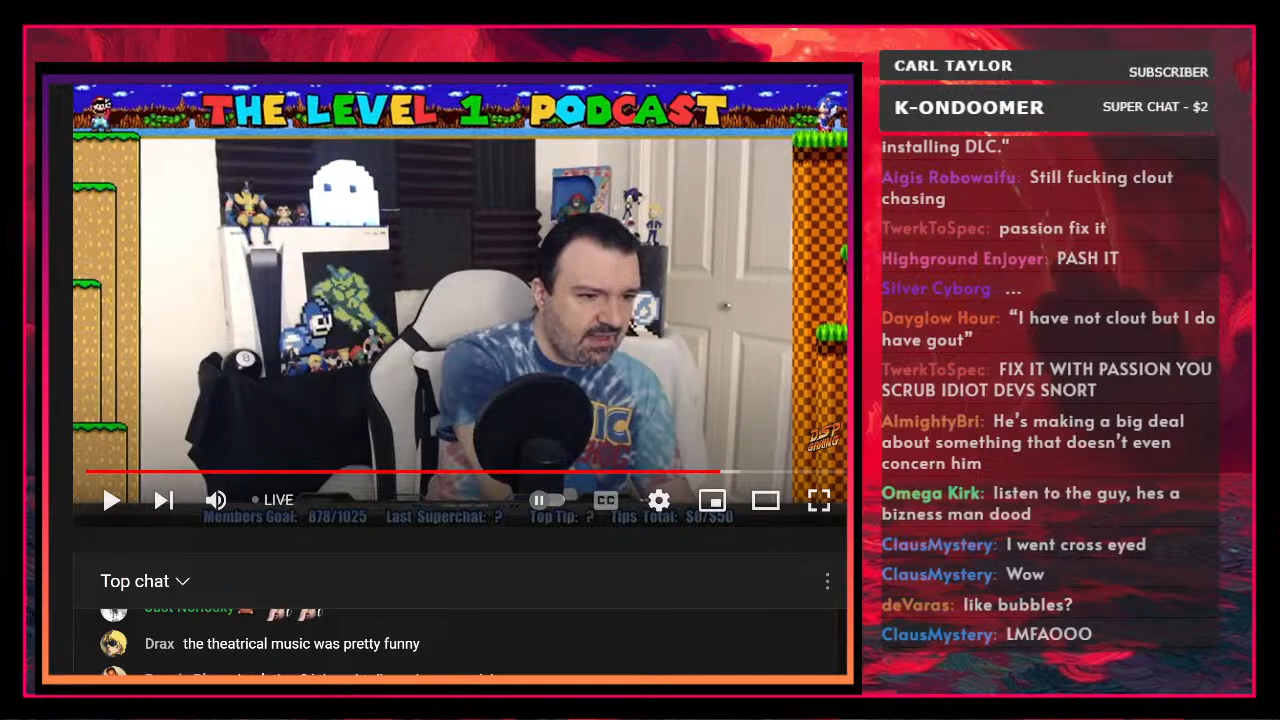 THE LEVEL 1 PODCAST
DSP
GAMING
8
LIVE
CC
Members Goal: 878/1025 Last Superchat: ? Top Tip: ? Tips Total: $0/$50
Top chat
Drax the theatrical music was pretty funny
CARL TAYLOR SUBSCRIBER
K-ONDOOMER SUPER CHAT - $2
installing DLC."
Aigis Robowaifu: Still fucking clout
chasing
TwerkToSpec: passion fix it
Highground Enjoyer: PASH IT
Silver Cyborg: ...
Dayglow Hour: “I have not clout but I do
have gout”
TwerkToSpec: FIX IT WITH PASSION YOU
SCRUB IDIOT DEVS SNORT
AlmightyBri: He’s making a big deal
about something that doesn’t even
concern him
Omega Kirk: listen to the guy, hes a
bizness man dood
ClausMystery: I went cross eyed
ClausMystery: Wow
deVaras: like bubbles?
ClausMystery: LMFAOOO